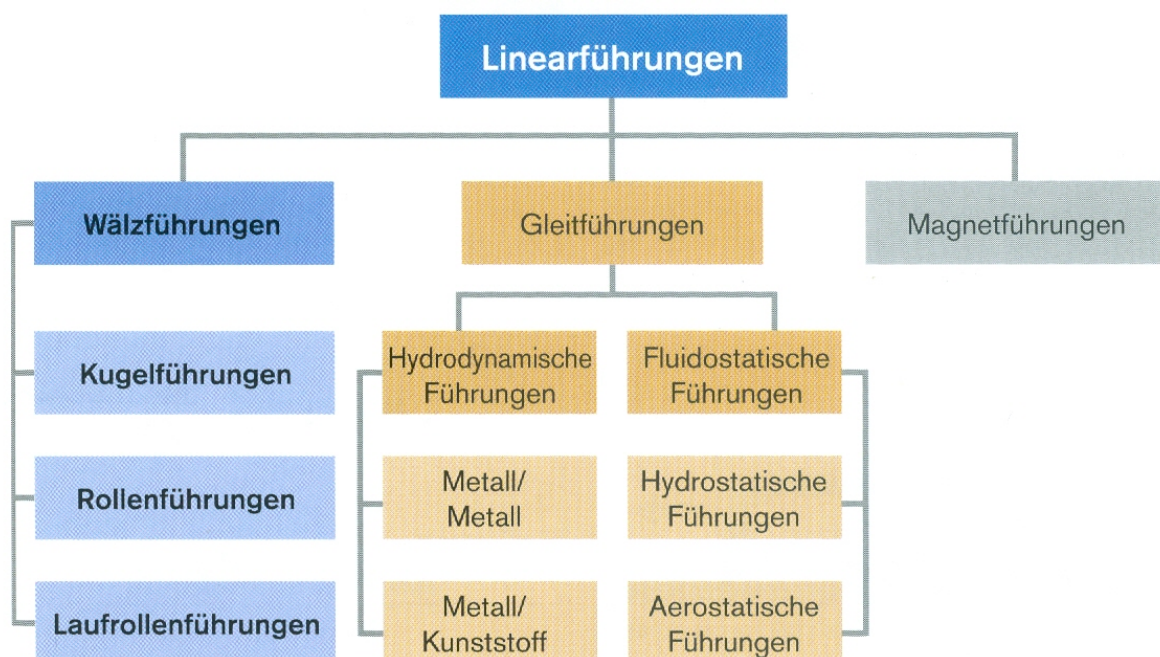 Linearführungen
Wälzführungen
Gleitführungen
Magnetführungen
Kugelführungen
Rollenführungen
Laufrollenführungen
Hydrodynamische
Führungen
Metall/
Metall
Metall/
Kunststoff
Fluidostatische
Führungen
Hydrostatische
Führungen
Aerostatische
Führungen